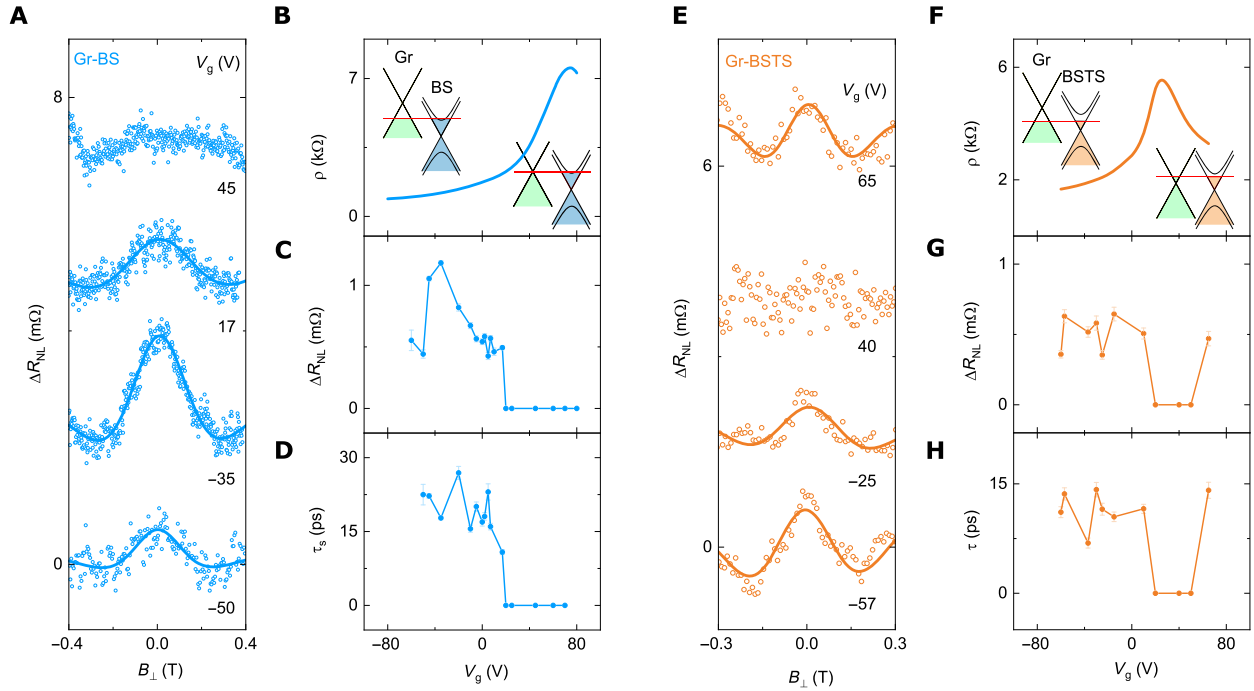 A
Gr-BS
V_g (V)
8
45
17
−35
0
−50
ΔR_NL (mΩ)
−0.4
0.0
0.4
B_⊥ (T)
B
Gr
BS
7
0
ρ (kΩ)
C
1
0
ΔR_NL (mΩ)
D
30
15
0
τ_s (ps)
−80
0
80
V_g (V)
E
Gr-BSTS
V_g (V)
6
65
40
−25
0
−57
ΔR_NL (mΩ)
−0.3
0.0
0.3
B_⊥ (T)
F
Gr
BSTS
6
2
ρ (kΩ)
G
1
0
ΔR_NL (mΩ)
H
15
0
τ (ps)
−80
0
80
V_g (V)